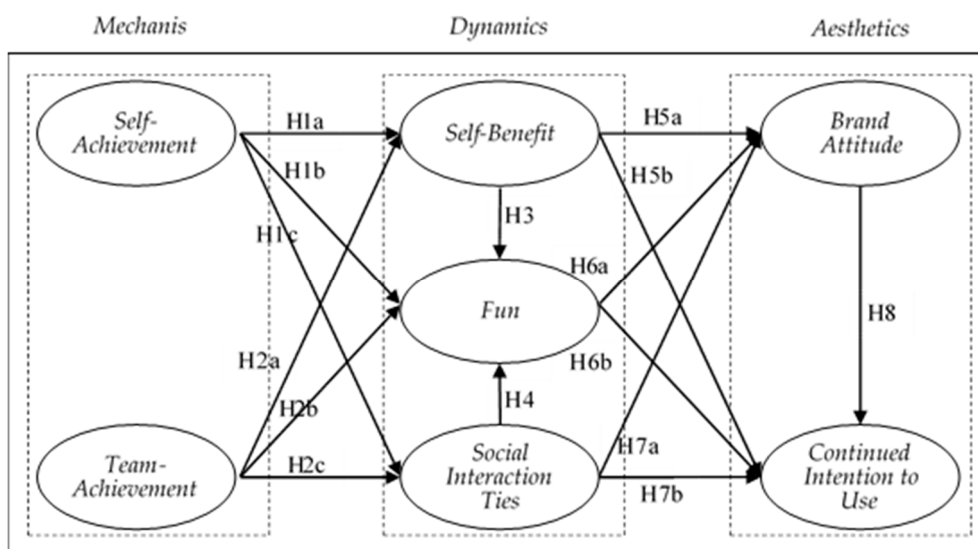 Mechanis
Dynamics
Aesthetics
Self-
Achievement
H1a
Self-Benefit
H5a
Brand
Attitude
H1b
H5b
H3
H1c
H6a
Fun
H8
H2a
H6b
H4
H2b
Team-
Achievement
H2c
Social
Interaction
Ties
H7a
H7b
Continued
Intention to
Use